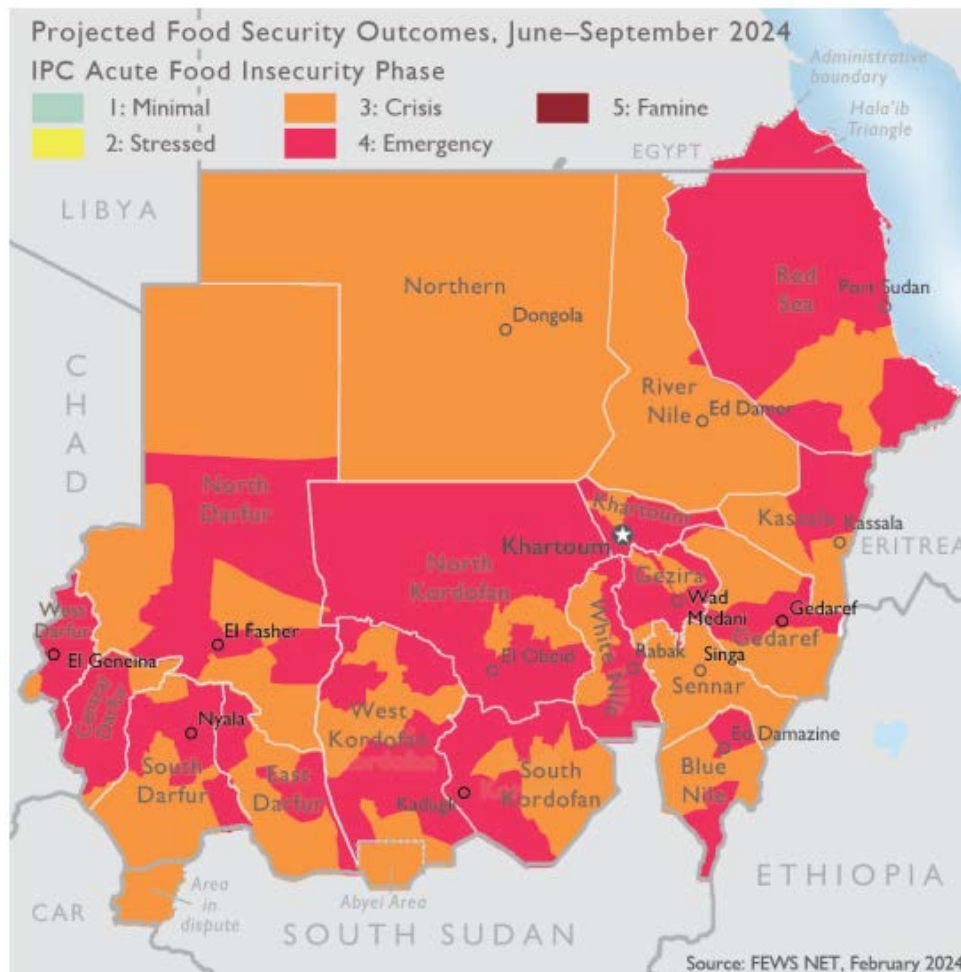 Projected Food Security Outcomes, June–September 2024
IPC Acute Food Insecurity Phase
1: Minimal
3: Crisis
5: Famine
2: Stressed
4: Emergency
Administrative
boundary
Hala'ib
Triangle
EGYPT
LIBYA
Northern
Dongola
Red
Sea
Port Sudan
CHAD
River
Nile
Ed Damer
North
Darfur
Khartoum
Khartoum
Kassala
Kassala
ERITREA
North
Kordofan
Gezira
Wad
Medani
Gedaref
Gedaref
West
Darfur
El Geneina
El Fasher
El Obeid
White Nile
Rabak
Singa
Sennar
Central
Darfur
Nyala
West
Kordofan
Ed Damazine
Blue
Nile
South
Darfur
East
Darfur
Kadugli
South
Kordofan
ETHIOPIA
Area
in
dispute
CAR
Abyei Area
SOUTH SUDAN
Source: FEWS NET, February 2024